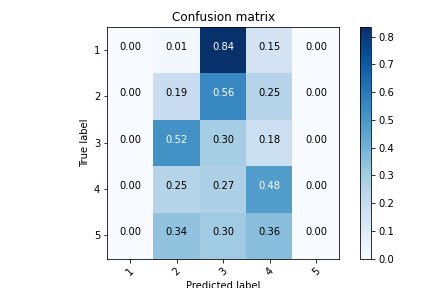 Confusion matrix
1 0.00 0.01 0.84 0.15 0.00
2 0.00 0.19 0.56 0.25 0.00
3 0.00 0.52 0.30 0.18 0.00
4 0.00 0.25 0.27 0.48 0.00
5 0.00 0.34 0.30 0.36 0.00
1 2 3 4 5
True label
Predicted label
0.8
0.7
0.6
0.5
0.4
0.3
0.2
0.1
0.0